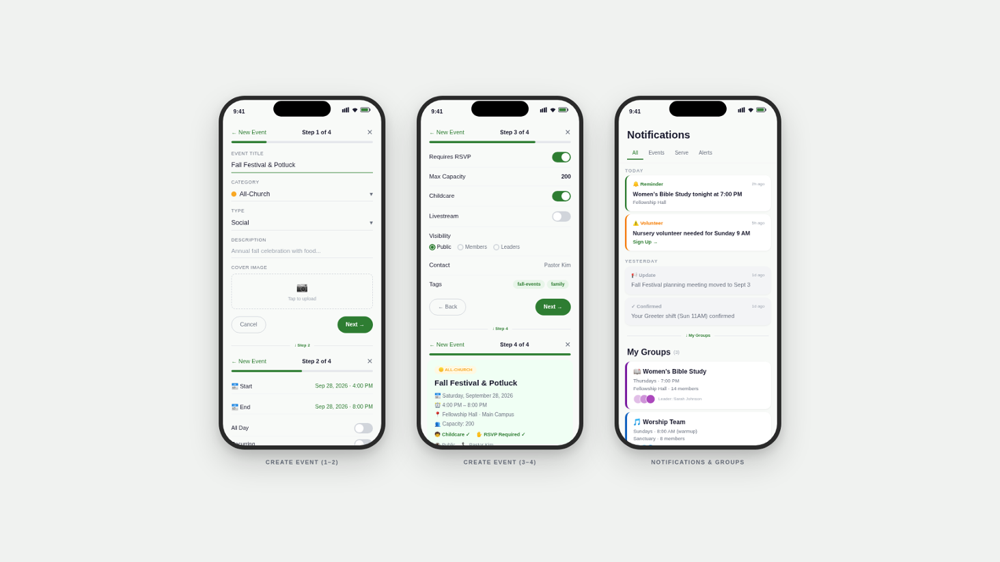 9:41
← New Event
Step 1 of 4
✕
EVENT TITLE
Fall Festival & Potluck
CATEGORY
All-Church
TYPE
Social
DESCRIPTION
Annual fall celebration with food...
COVER IMAGE
Tap to upload
Cancel
Next →
↓ Step 2
← New Event
Step 2 of 4
✕
Start
Sep 28, 2026 · 4:00 PM
End
Sep 28, 2026 · 8:00 PM
All Day
Recurring
CREATE EVENT (1–2)
9:41
← New Event
Step 3 of 4
✕
Requires RSVP
Max Capacity
200
Childcare
Livestream
Visibility
Public
Members
Leaders
Contact
Pastor Kim
Tags
fall-events
family
← Back
Next →
↓ Step 4
← New Event
Step 4 of 4
✕
ALL-CHURCH
Fall Festival & Potluck
Saturday, September 28, 2026
4:00 PM – 8:00 PM
Fellowship Hall · Main Campus
Capacity: 200
Childcare ✓
RSVP Required ✓
Public
Pastor Kim
CREATE EVENT (3–4)
9:41
Notifications
All
Events
Serve
Alerts
TODAY
Reminder
2h ago
Women's Bible Study tonight at 7:00 PM
Fellowship Hall
Volunteer
5h ago
Nursery volunteer needed for Sunday 9 AM
Sign Up →
YESTERDAY
Update
1d ago
Fall Festival planning meeting moved to Sept 3
✓ Confirmed
1d ago
Your Greeter shift (Sun 11AM) confirmed
↓ My Groups
My Groups (3)
Women's Bible Study
Thursdays · 7:00 PM
Fellowship Hall · 14 members
Leader: Sarah Johnson
Worship Team
Sundays · 8:00 AM (warmup)
Sanctuary · 8 members
NOTIFICATIONS & GROUPS